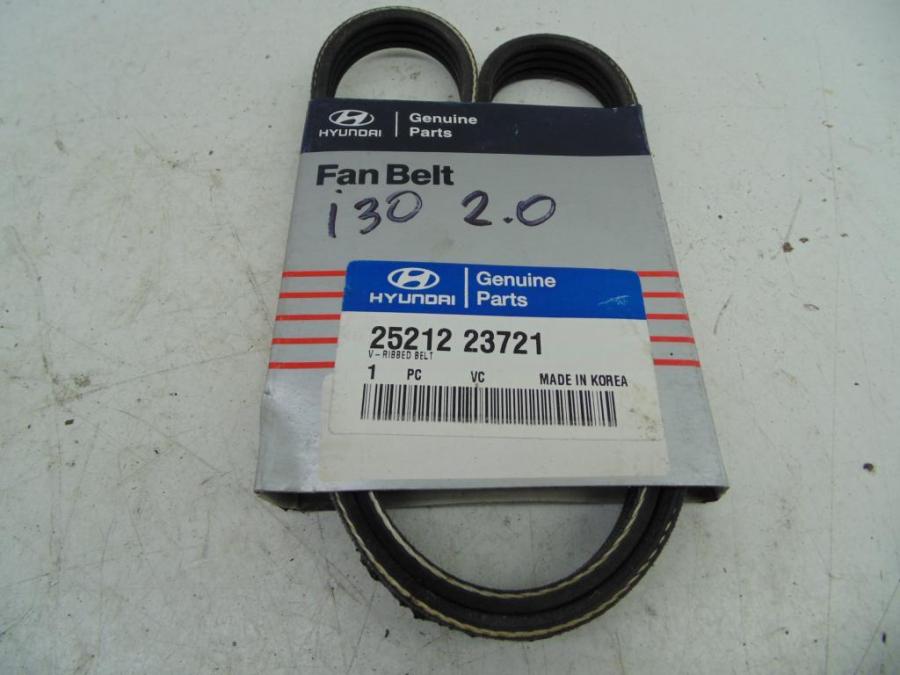 HYUNDAI
Genuine
Parts
Fan Belt
i30 2.0
HYUNDAI
Genuine
Parts
25212 23721
V-RIBBED BELT
1 PC VC MADE IN KOREA